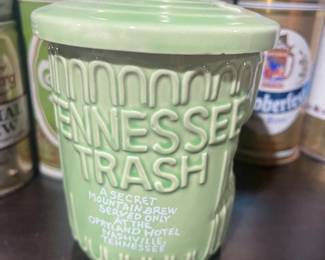 TENNESSEE
TRASH
A SECRET
MOUNTAIN BREW
SERVED ONLY
AT THE
OPRYLAND HOTEL
NASHVILLE,
TENNESSEE